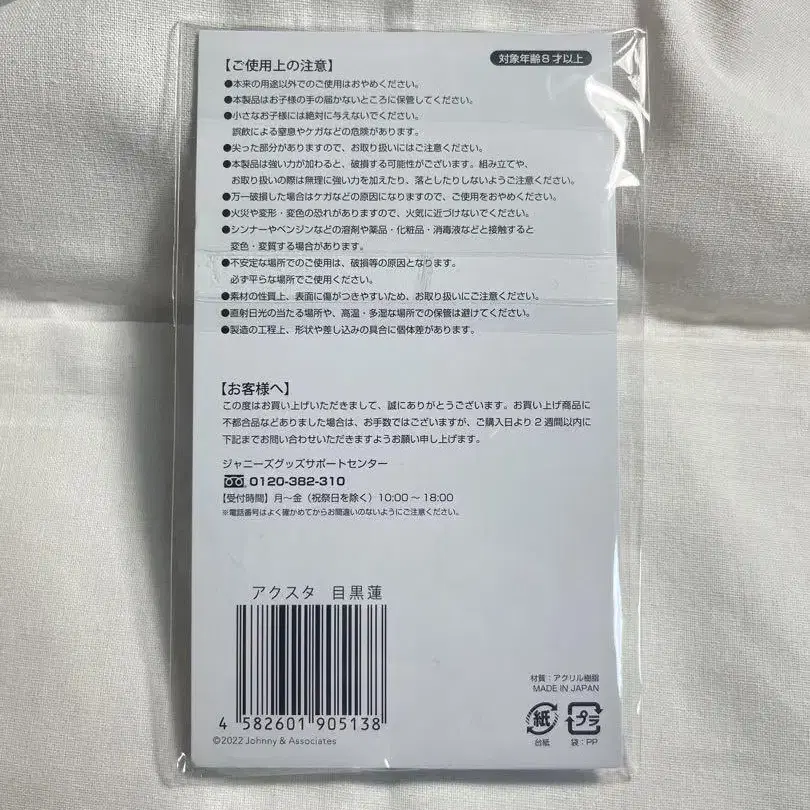 【ご使用上の注意】
対象年齢8才以上
●本来の用途以外でのご使用はおやめください。
●本製品はお子様の手の届かないところに保管してください。
●小さなお子様には絶対に与えないでください。
誤飲による窒息やケガなどの危険があります。
●尖った部分がありますので、お取り扱いにはご注意ください。
●本製品は強い力が加わると、破損する可能性がございます。組み立てや、
お取り扱いの際は無理に強い力を加えたり、落としたりしないようご注意ください。
●万一破損した場合はケガなどの原因になりますので、ご使用をおやめください。
●火災や変形・変色の恐れがありますので、火気に近づけないでください。
●シンナーやベンジンなどの溶剤や薬品・化粧品・消毒液などと接触すると
変色・変質する場合があります。
●不安定な場所でのご使用は、破損等の原因となります。
必ず平らな場所でご使用ください。
●素材の性質上、表面に傷がつきやすいため、お取り扱いにご注意ください。
●直射日光の当たる場所や、高温・多湿な場所での保管は避けてください。
●製造の工程上、形状や差し込みの具合に個体差があります。
【お客様へ】
この度はお買い上げいただきまして、誠にありがとうございます。お買い上げ商品に
不都合品などありました場合は、お手数ではございますが、ご購入日より2週間以内に
下記までお問い合わせいただきますようお願い申し上げます。
ジャニーズグッズサポートセンター
0120-382-310
【受付時間】月～金（祝祭日を除く）10:00～18:00
※電話番号はよく確かめてからお間違いのないようにご注意ください。
アクスタ 目黒蓮
4 582601 905138
©2022 Johnny & Associates
材質：アクリル樹脂
MADE IN JAPAN
紙
台紙
プラ
袋：PP